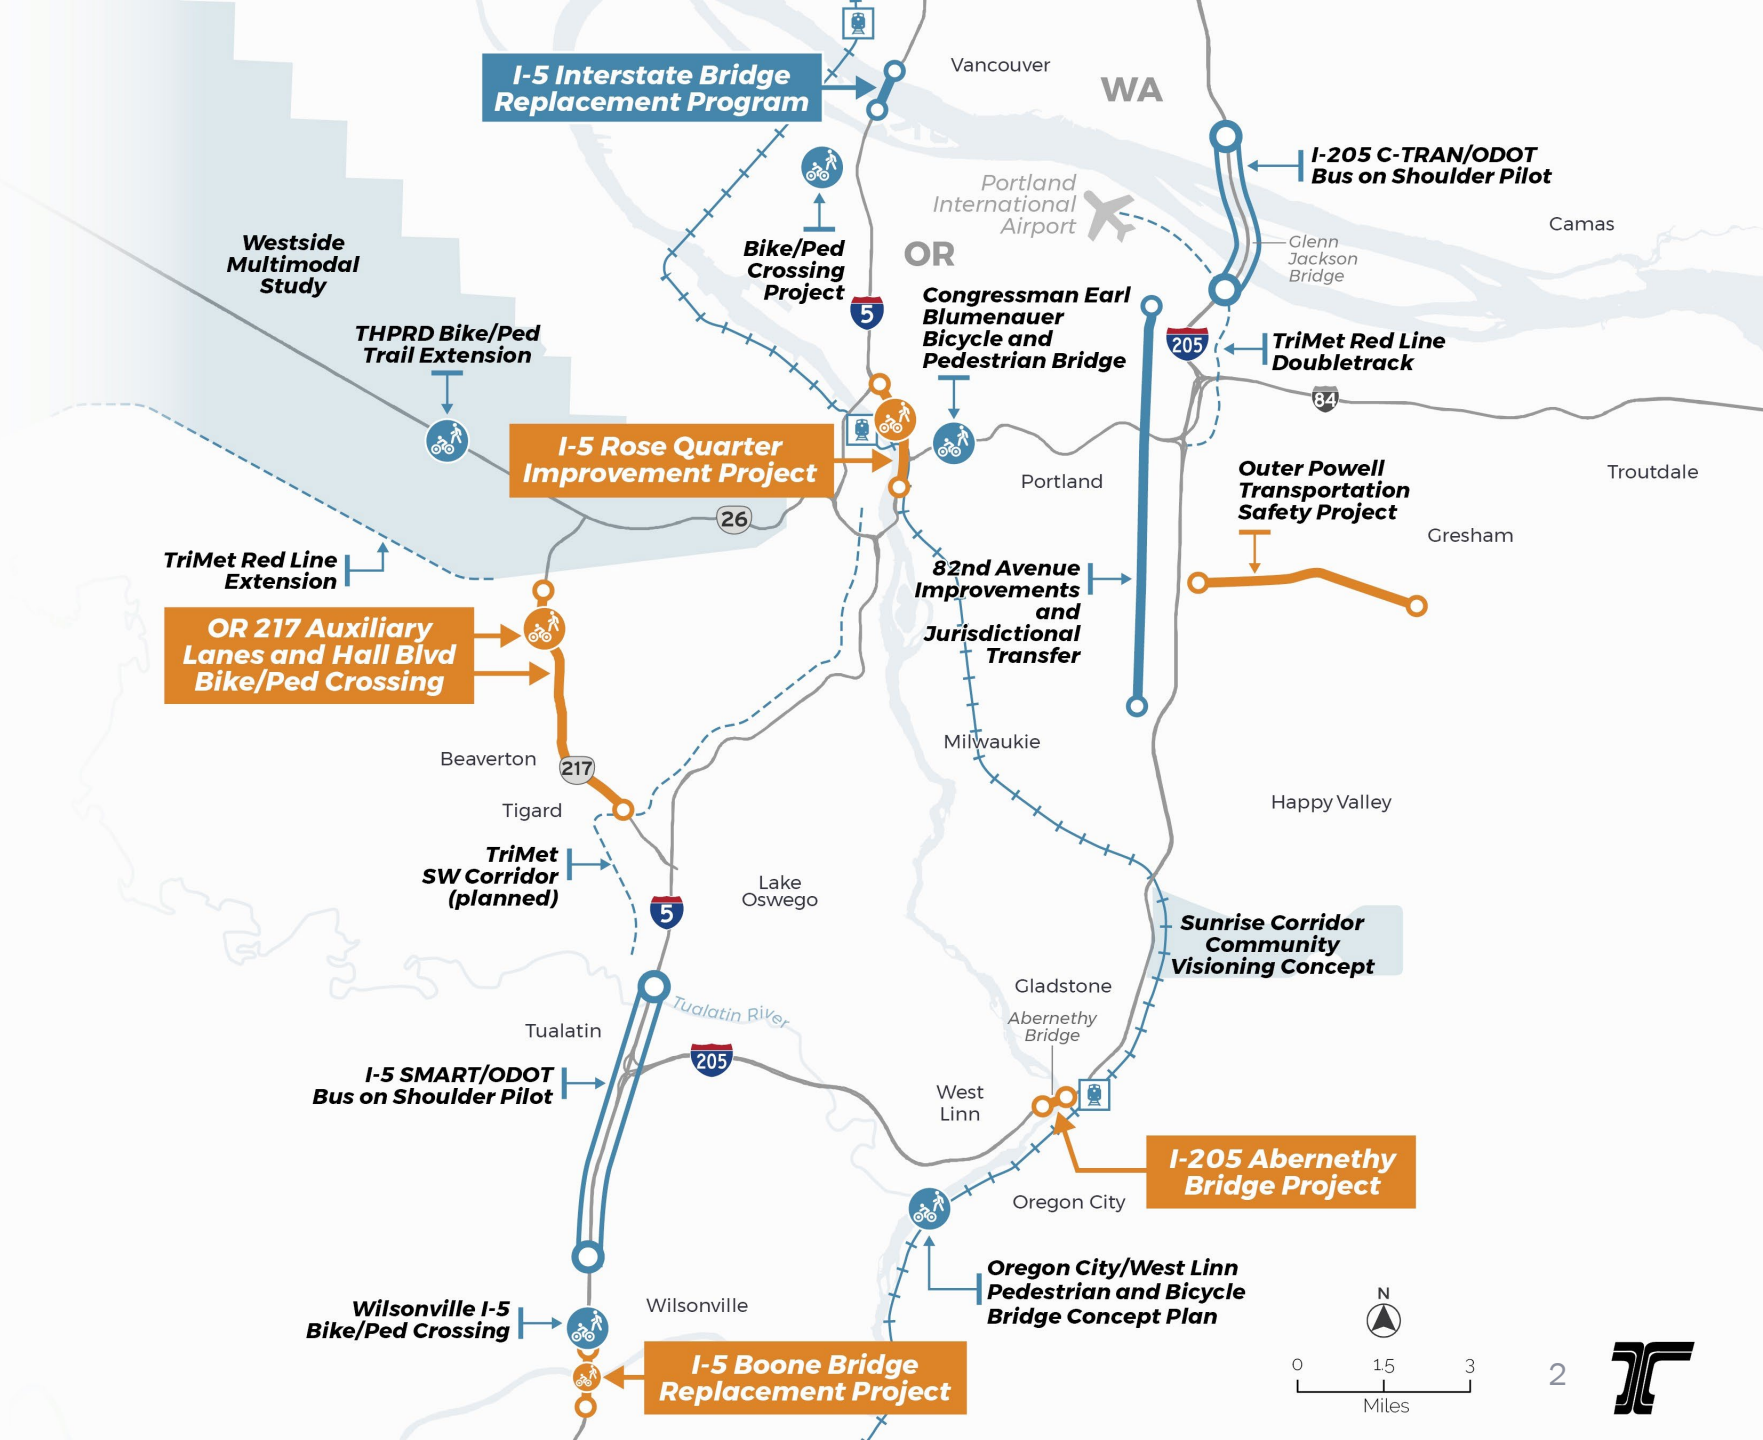 I-5 Interstate Bridge
Replacement Program
Vancouver
WA
I-205 C-TRAN/ODOT
Bus on Shoulder Pilot
Portland
International
Airport
Camas
Westside
Multimodal
Study
Bike/Ped
Crossing
Project
OR
Glenn
Jackson
Bridge
5
Congressman Earl
Blumenauer
Bicycle and
Pedestrian Bridge
THPRD Bike/Ped
Trail Extension
205
TriMet Red Line
Doubletrack
84
I-5 Rose Quarter
Improvement Project
Portland
Outer Powell
Transportation
Safety Project
Troutdale
26
Gresham
TriMet Red Line
Extension
82nd Avenue
Improvements
and
Jurisdictional
Transfer
OR 217 Auxiliary
Lanes and Hall Blvd
Bike/Ped Crossing
Milwaukie
Beaverton
217
Tigard
Happy Valley
TriMet
SW Corridor
(planned)
Lake
Oswego
5
Sunrise Corridor
Community
Visioning Concept
Gladstone
Tualatin River
Abernethy
Bridge
Tualatin
205
I-5 SMART/ODOT
Bus on Shoulder Pilot
West
Linn
I-205 Abernethy
Bridge Project
Oregon City
Oregon City/West Linn
Pedestrian and Bicycle
Bridge Concept Plan
Wilsonville I-5
Bike/Ped Crossing
Wilsonville
N
I-5 Boone Bridge
Replacement Project
0 1.5 3
Miles
2